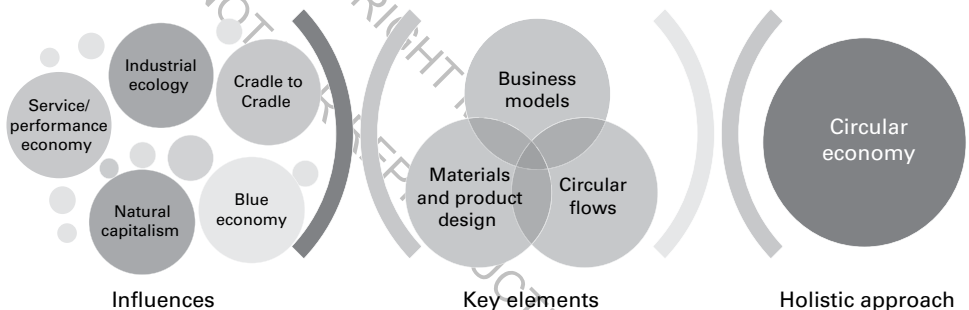 Industrial
ecology
Cradle to
Cradle
Service/
performance
economy
Natural
capitalism
Blue
economy
Influences
Business
models
Materials
and product
design
Circular
flows
Key elements
Circular
economy
Holistic approach